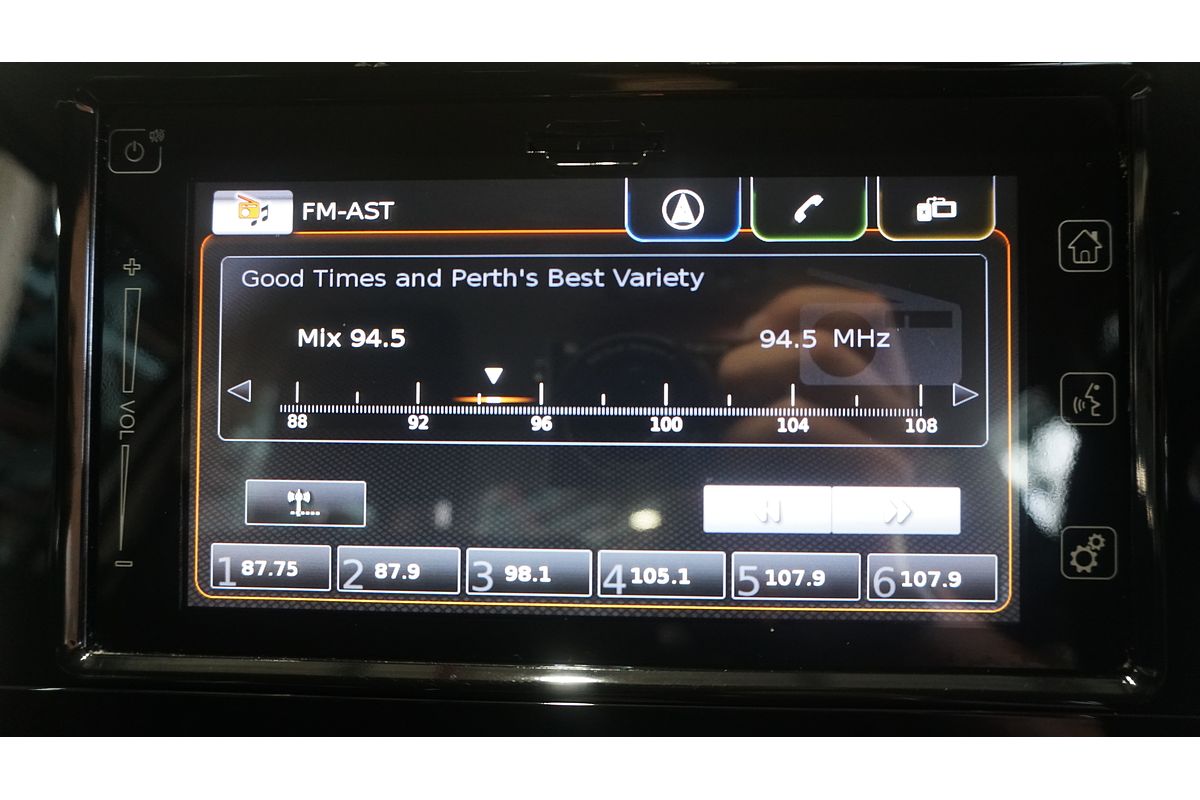 FM-AST
Good Times and Perth's Best Variety
Mix 94.5 94.5 MHz
88 92 96 100 104 108
VOL
1 87.75 2 87.9 3 98.1 4 105.1 5 107.9 6 107.9